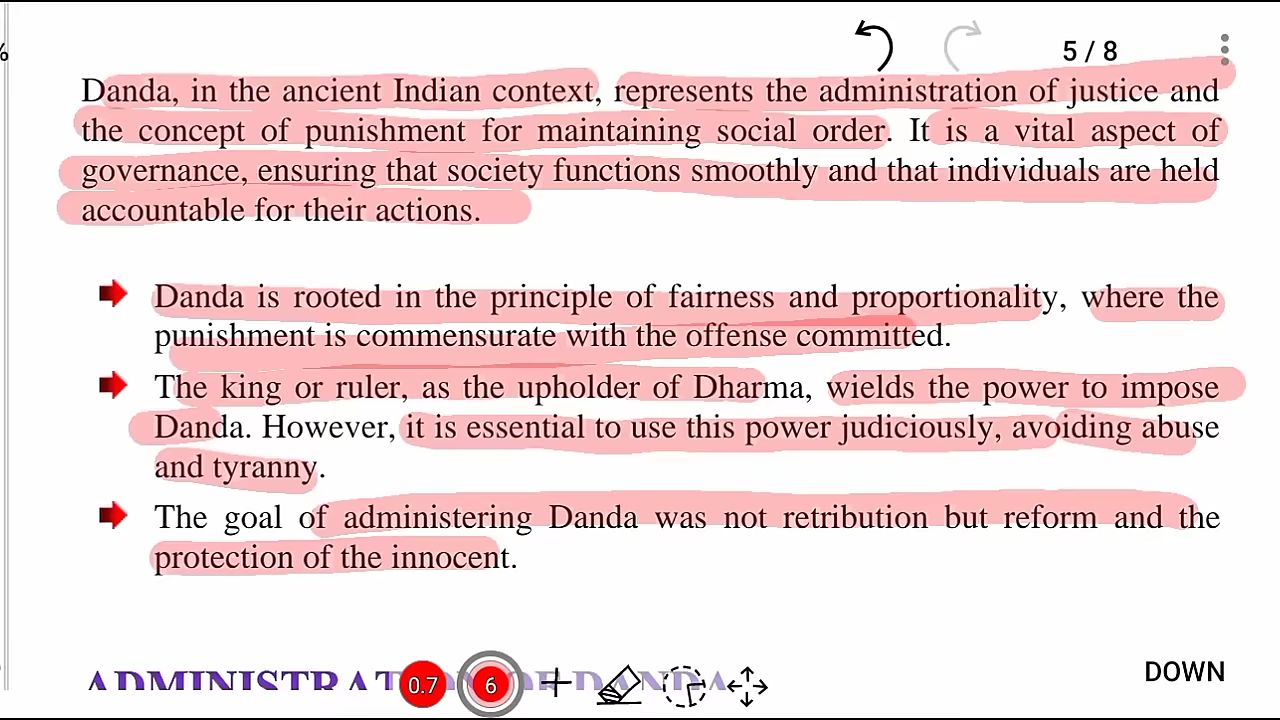 5 / 8
Danda, in the ancient Indian context, represents the administration of justice and
the concept of punishment for maintaining social order. It is a vital aspect of
governance, ensuring that society functions smoothly and that individuals are held
accountable for their actions.
Danda is rooted in the principle of fairness and proportionality, where the
punishment is commensurate with the offense committed.
The king or ruler, as the upholder of Dharma, wields the power to impose
Danda. However, it is essential to use this power judiciously, avoiding abuse
and tyranny.
The goal of administering Danda was not retribution but reform and the
protection of the innocent.
0.7
6
DOWN